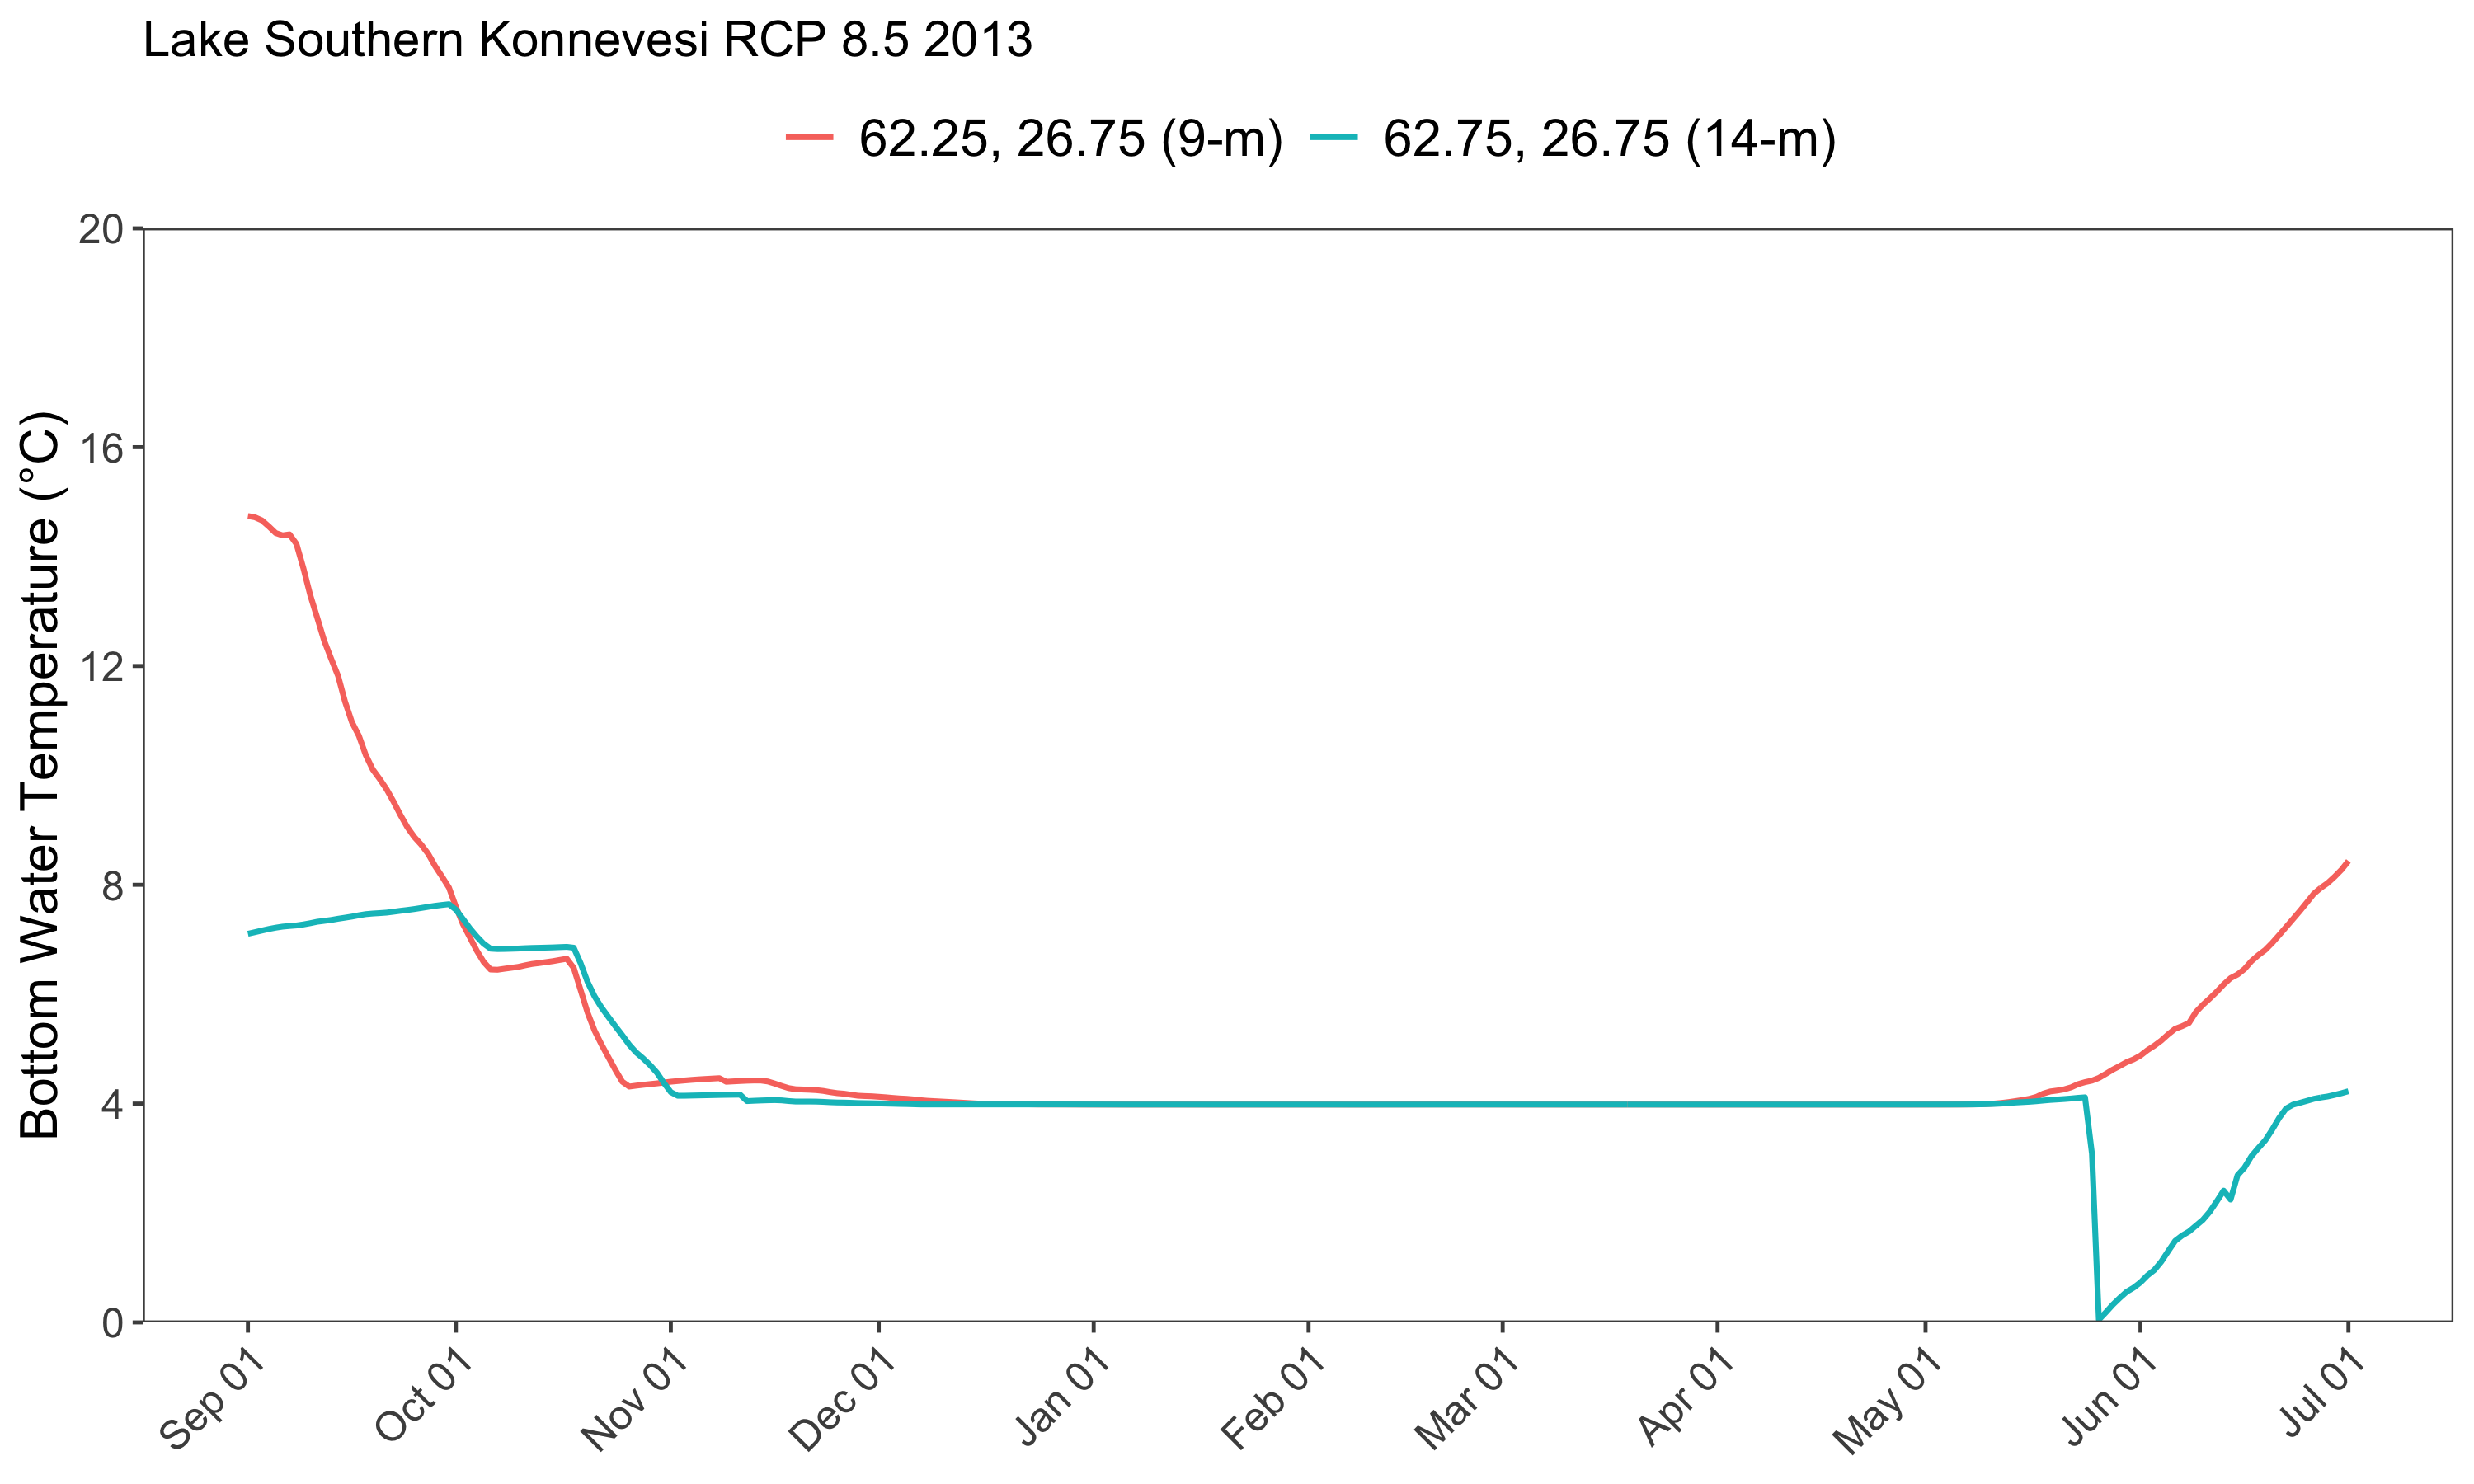 Lake Southern Konnevesi RCP 8.5 2013
62.25, 26.75 (9-m) 62.75, 26.75 (14-m)
Bottom Water Temperature (°C)
20
16
12
8
4
0
Sep 01
Oct 01
Nov 01
Dec 01
Jan 01
Feb 01
Mar 01
Apr 01
May 01
Jun 01
Jul 01